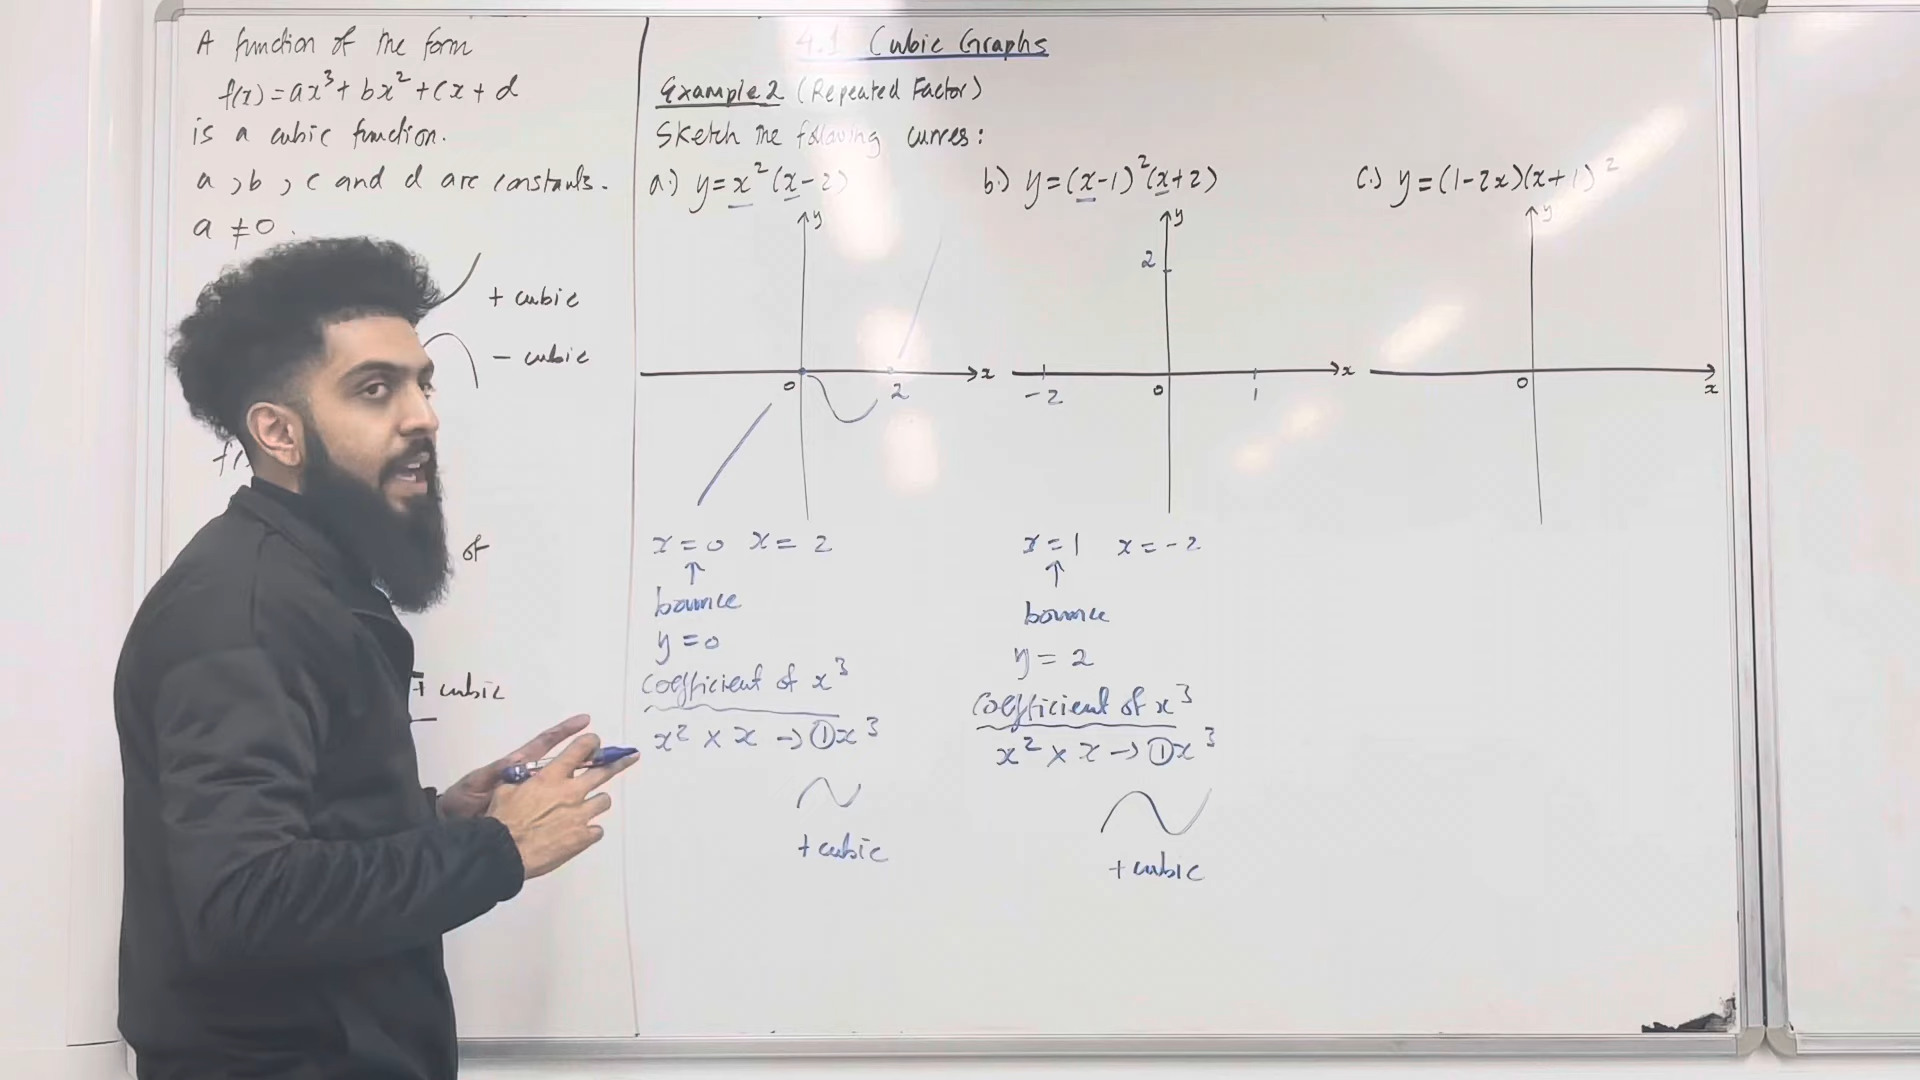 A function of the form
f(x)=ax³+bx²+cx+d
is a cubic function.
a, b, c and d are constants.
a ≠ 0.
+ cubic
- cubic
of
+ cubic
4.1 Cubic Graphs
Example 2 (Repeated Factor)
Sketch the following curves:
a.) y=x²(x-2)
y
0
2
x
x=0 x=2
↑
bounce
y=0
coefficient of x³
x² × x → ①x³
+ cubic
b.) y=(x-1)²(x+2)
y
2
-2
0
1
x
x=1 x=-2
↑
bounce
y=2
coefficient of x³
x² × x → ①x³
+ cubic
c.) y=(1-2x)(x+1)²
y
0
x